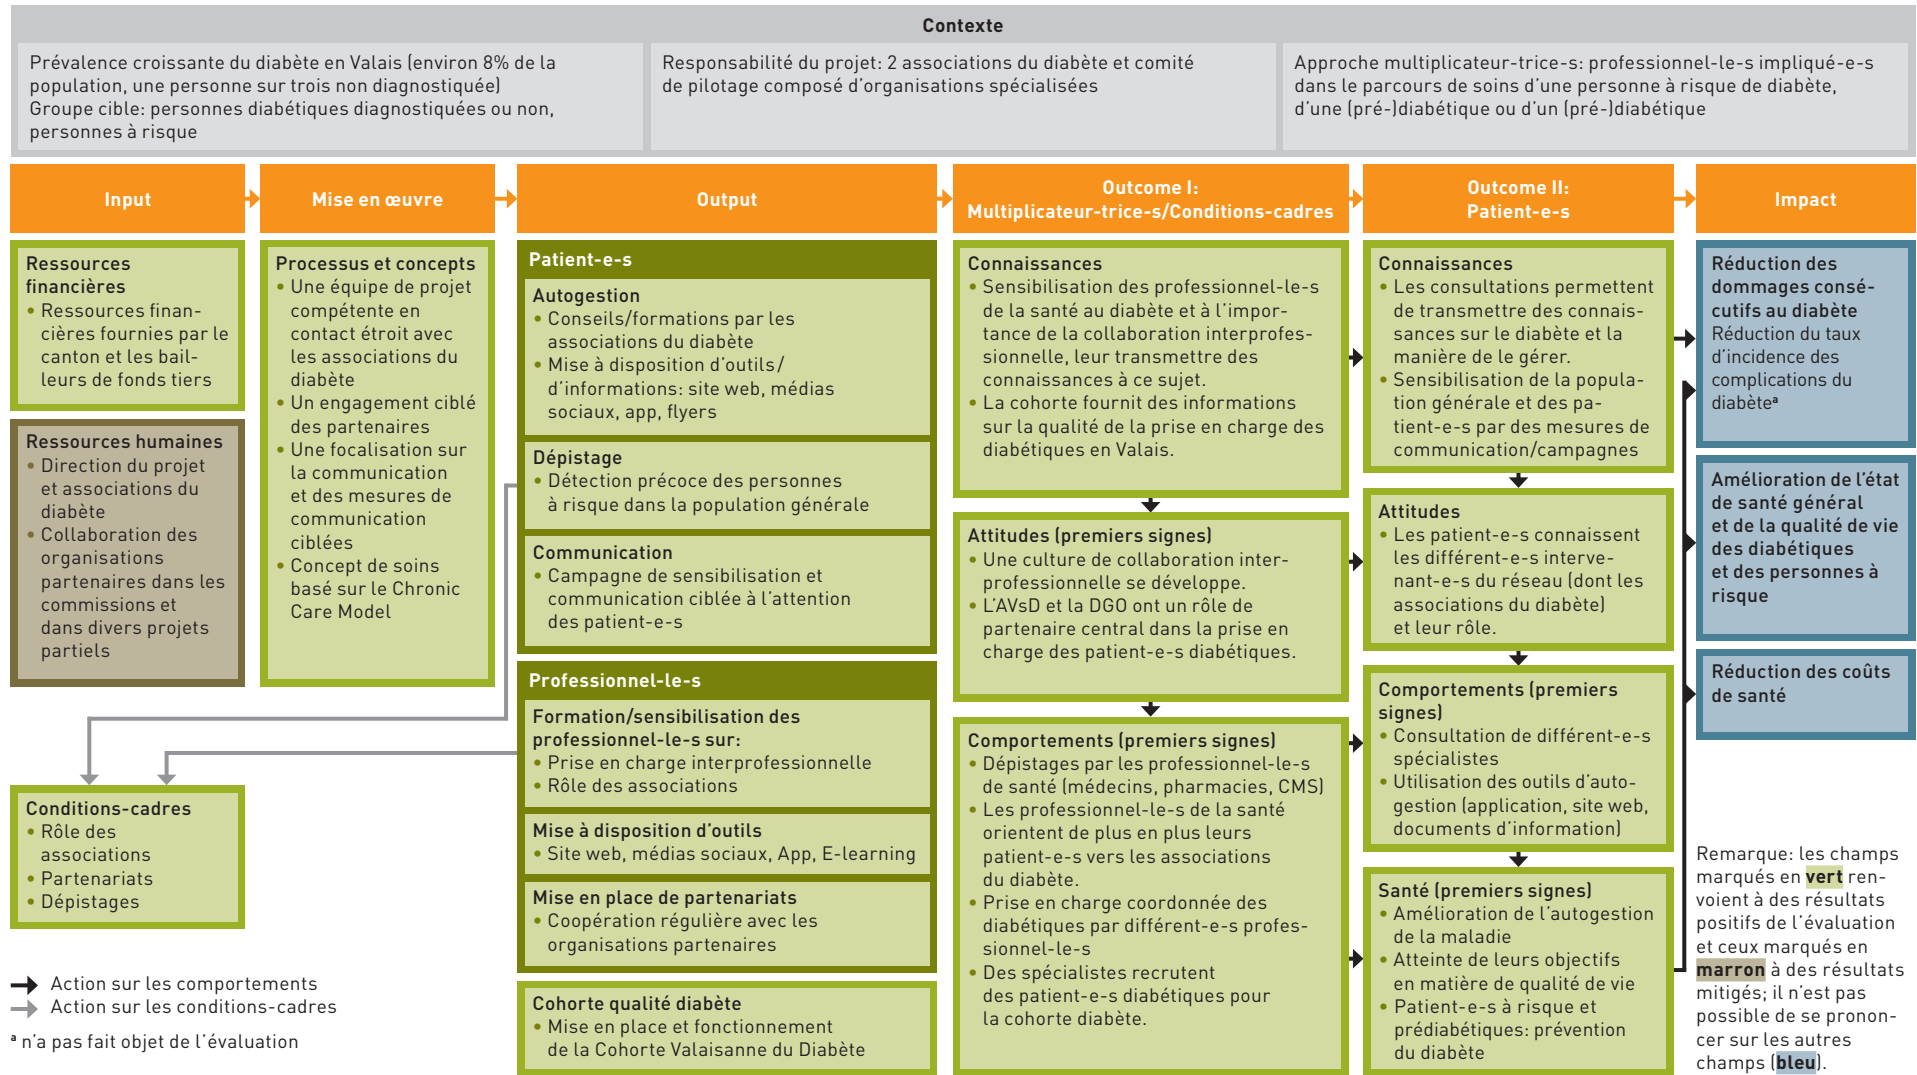 Contexte
Prévalence croissante du diabète en Valais (environ 8% de la
population, une personne sur trois non diagnostiquée)
Groupe cible: personnes diabétiques diagnostiquées ou non,
personnes à risque
Responsabilité du projet: 2 associations du diabète et comité
de pilotage composé d'organisations spécialisées
Approche multiplicateur-trice-s: professionnel-le-s impliqué-e-s
dans le parcours de soins d'une personne à risque de diabète,
d'une (pré-)diabétique ou d'un (pré-)diabétique
Input
Mise en œuvre
Output
Outcome I:
Multiplicateur-trice-s/Conditions-cadres
Outcome II:
Patient-e-s
Impact
Ressources
financières
• Ressources finan-
cières fournies par le
canton et les bail-
leurs de fonds tiers
Ressources humaines
• Direction du projet
et associations du
diabète
• Collaboration des
organisations
partenaires dans les
commissions et
dans divers projets
partiels
Conditions-cadres
• Rôle des
associations
• Partenariats
• Dépistages
Processus et concepts
• Une équipe de projet
compétente en
contact étroit avec
les associations du
diabète
• Un engagement ciblé
des partenaires
• Une focalisation sur
la communication
et des mesures de
communication
ciblées
• Concept de soins
basé sur le Chronic
Care Model
Patient-e-s
Autogestion
• Conseils/formations par les
associations du diabète
• Mise à disposition d'outils/
d'informations: site web, médias
sociaux, app, flyers
Dépistage
• Détection précoce des personnes
à risque dans la population générale
Communication
• Campagne de sensibilisation et
communication ciblée à l'attention
des patient-e-s
Professionnel-le-s
Formation/sensibilisation des
professionnel-le-s sur:
• Prise en charge interprofessionnelle
• Rôle des associations
Mise à disposition d'outils
• Site web, médias sociaux, App, E-learning
Mise en place de partenariats
• Coopération régulière avec les
organisations partenaires
Cohorte qualité diabète
• Mise en place et fonctionnement
de la Cohorte Valaisanne du Diabète
Connaissances
• Sensibilisation des professionnel-le-s
de la santé au diabète et à l'impor-
tance de la collaboration interprofes-
sionnelle, leur transmettre des
connaissances à ce sujet.
• La cohorte fournit des informations
sur la qualité de la prise en charge des
diabétiques en Valais.
Attitudes (premiers signes)
• Une culture de collaboration inter-
professionnelle se développe.
• L'AVsD et la DGO ont un rôle de
partenaire central dans la prise en
charge des patient-e-s diabétiques.
Comportements (premiers signes)
• Dépistages par les professionnel-le-s
de santé (médecins, pharmacies, CMS)
• Les professionnel-le-s de la santé
orientent de plus en plus leurs
patient-e-s vers les associations
du diabète.
• Prise en charge coordonnée des
diabétiques par différent-e-s profes-
sionnel-le-s
• Des spécialistes recrutent
des patient-e-s diabétiques pour
la cohorte diabète.
Connaissances
• Les consultations permettent
de transmettre des connais-
sances sur le diabète et la
manière de le gérer.
• Sensibilisation de la popula-
tion générale et des pa-
tient-e-s par des mesures de
communication/campagnes
Attitudes
• Les patient-e-s connaissent
les différent-e-s interve-
nant-e-s du réseau (dont les
associations du diabète)
et leur rôle.
Comportements (premiers
signes)
• Consultation de différent-e-s
spécialistes
• Utilisation des outils d'auto-
gestion (application, site web,
documents d'information)
Santé (premiers signes)
• Amélioration de l'autogestion
de la maladie
• Atteinte de leurs objectifs
en matière de qualité de vie
• Patient-e-s à risque et
prédiabétiques: prévention
du diabète
Réduction des
dommages consé-
cutifs au diabète
Réduction du taux
d'incidence des
complications du
diabèteª
Amélioration de l'état
de santé général
et de la qualité de vie
des diabétiques
et des personnes à
risque
Réduction des coûts
de santé
Remarque: les champs
marqués en vert ren-
voient à des résultats
positifs de l'évaluation
et ceux marqués en
marron à des résultats
mitigés; il n'est pas
possible de se pronon-
cer sur les autres
champs (bleu).
Action sur les comportements
Action sur les conditions-cadres
ª n'a pas fait objet de l'évaluation